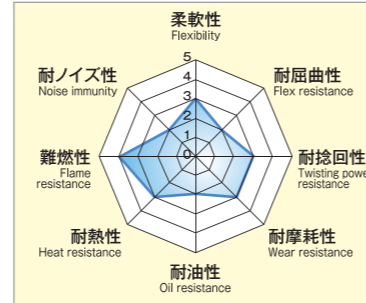 柔軟性
Flexibility
5
4
3
2
1
0
耐屈曲性
Flex resistance
耐捻回性
Twisting powe
resistance
耐摩耗性
Wear resistance
耐油性
Oil resistance
耐熱性
Heat resistance
難燃性
Flame
resistance
耐ノイズ性
Noise immunity